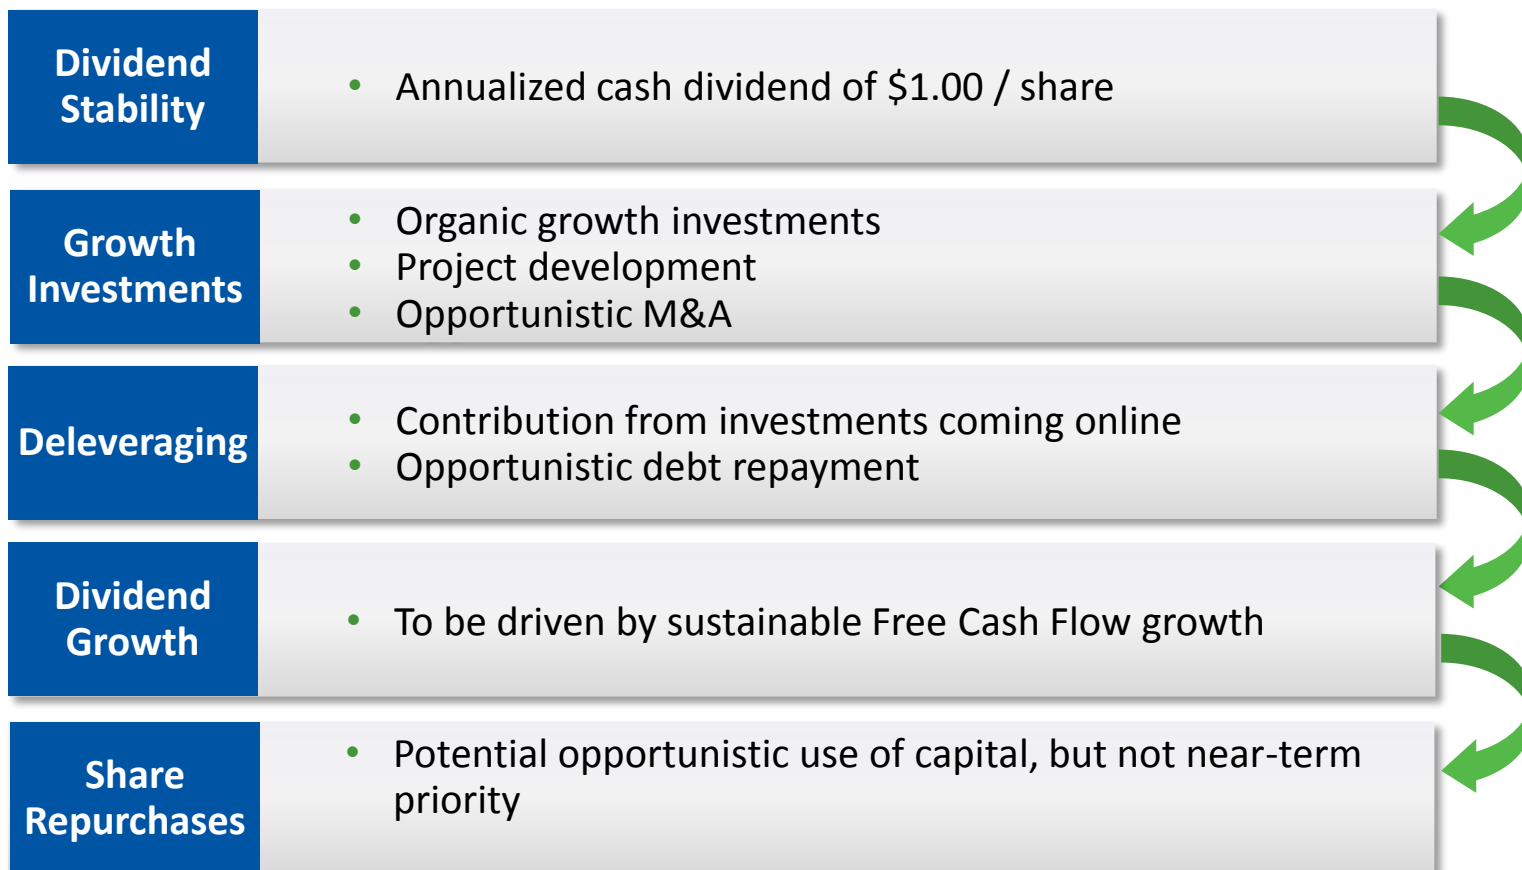 Dividend
Stability
• Annualized cash dividend of $1.00 / share
Growth
Investments
• Organic growth investments
• Project development
• Opportunistic M&A
Deleveraging
• Contribution from investments coming online
• Opportunistic debt repayment
Dividend
Growth
• To be driven by sustainable Free Cash Flow growth
Share
Repurchases
• Potential opportunistic use of capital, but not near-term
priority